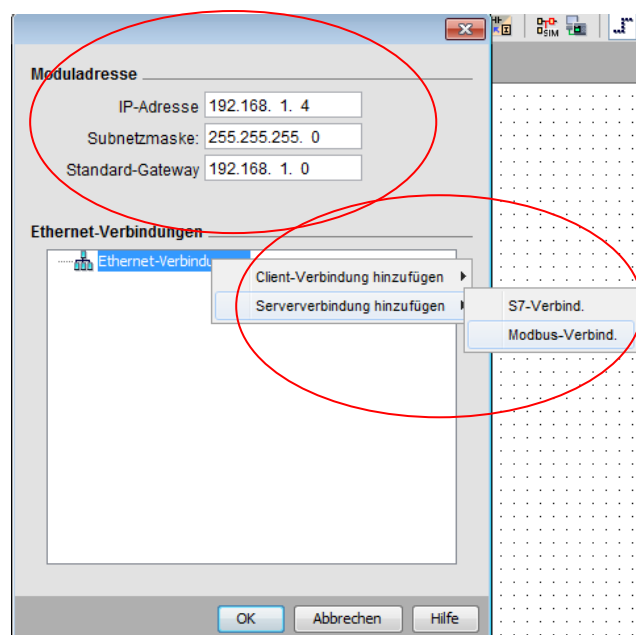 SIM
Moduladresse
IP-Adresse 192.168. 1. 4
Subnetzmaske: 255.255.255. 0
Standard-Gateway 192.168. 1. 0
Ethernet-Verbindungen
Ethernet-Verbindu
Client-Verbindung hinzufügen
Serververbindung hinzufügen
S7-Verbind.
Modbus-Verbind.
OK Abbrechen Hilfe